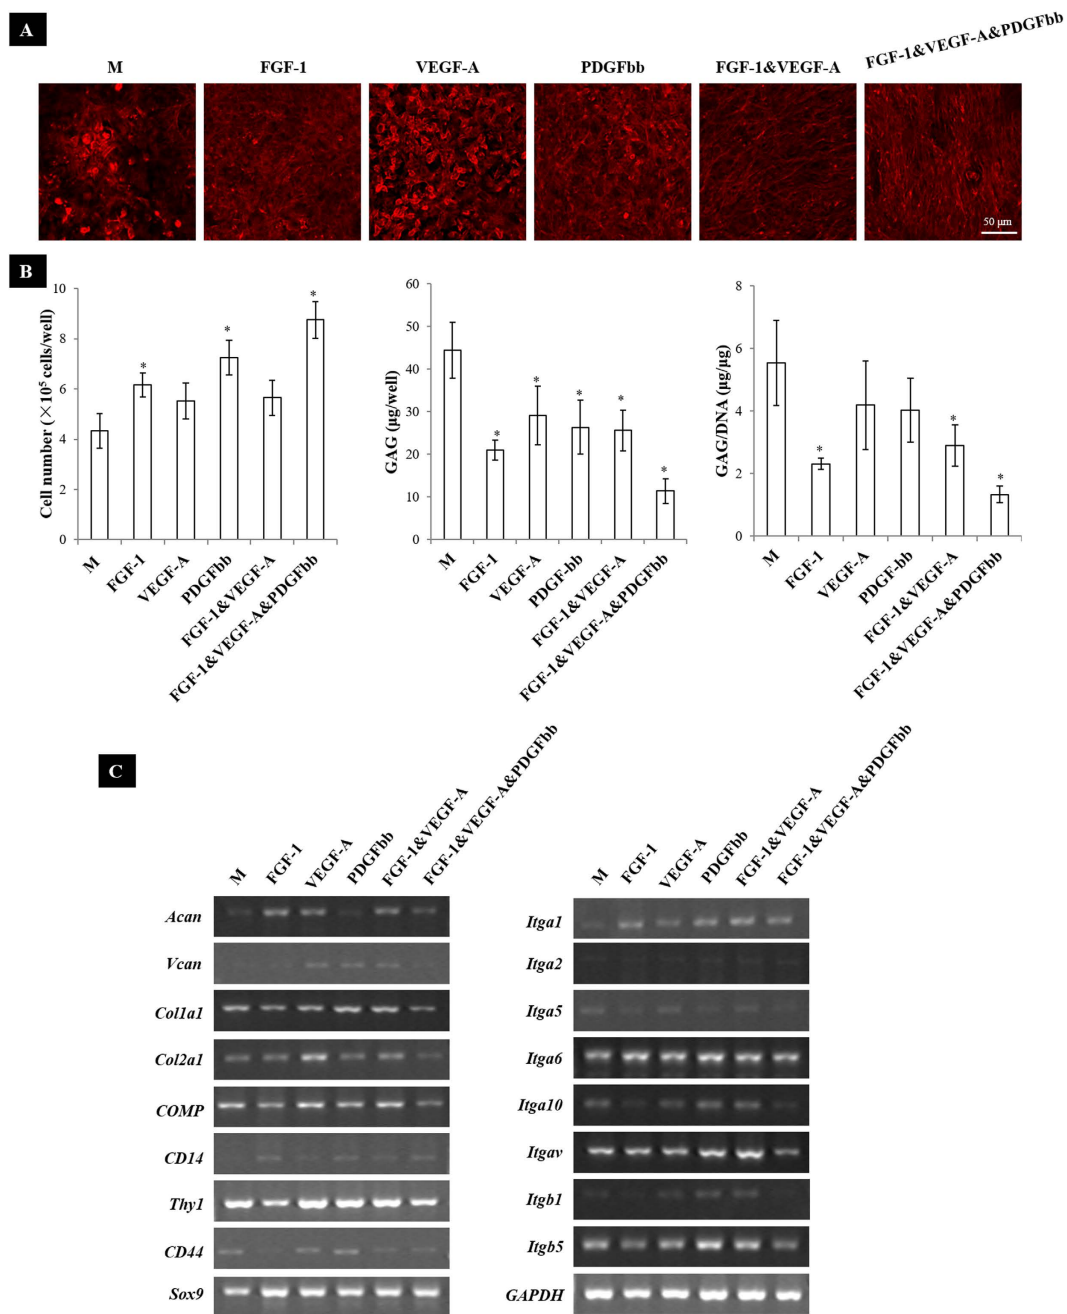 A
M
FGF-1
VEGF-A
PDGFbb
FGF-1&VEGF-A
FGF-1&VEGF-A&PDGFbb
50 µm
B
Cell number (×10⁵ cells/well)
10
8
6
4
2
0
*
*
*
M
FGF-1
VEGF-A
PDGFbb
FGF-1&VEGF-A
FGF-1&VEGF-A&PDGFbb
GAG (µg/well)
60
50
40
30
20
10
0
*
*
*
*
*
M
FGF-1
VEGF-A
PDGF-bb
FGF-1&VEGF-A
FGF-1&VEGF-A&PDGFbb
GAG/DNA (µg/µg)
8
6
4
2
0
*
*
*
M
FGF-1
VEGF-A
PDGF-bb
FGF-1&VEGF-A
FGF-1&VEGF-A&PDGFbb
C
M
FGF-1
VEGF-A
PDGFbb
FGF-1&VEGF-A
FGF-1&VEGF-A&PDGFbb
Acan
Vcan
Col1a1
Col2a1
COMP
CD14
Thy1
CD44
Sox9
M
FGF-1
VEGF-A
PDGFbb
FGF-1&VEGF-A
FGF-1&VEGF-A&PDGFbb
Itga1
Itga2
Itga5
Itga6
Itga10
Itgav
Itgb1
Itgb5
GAPDH